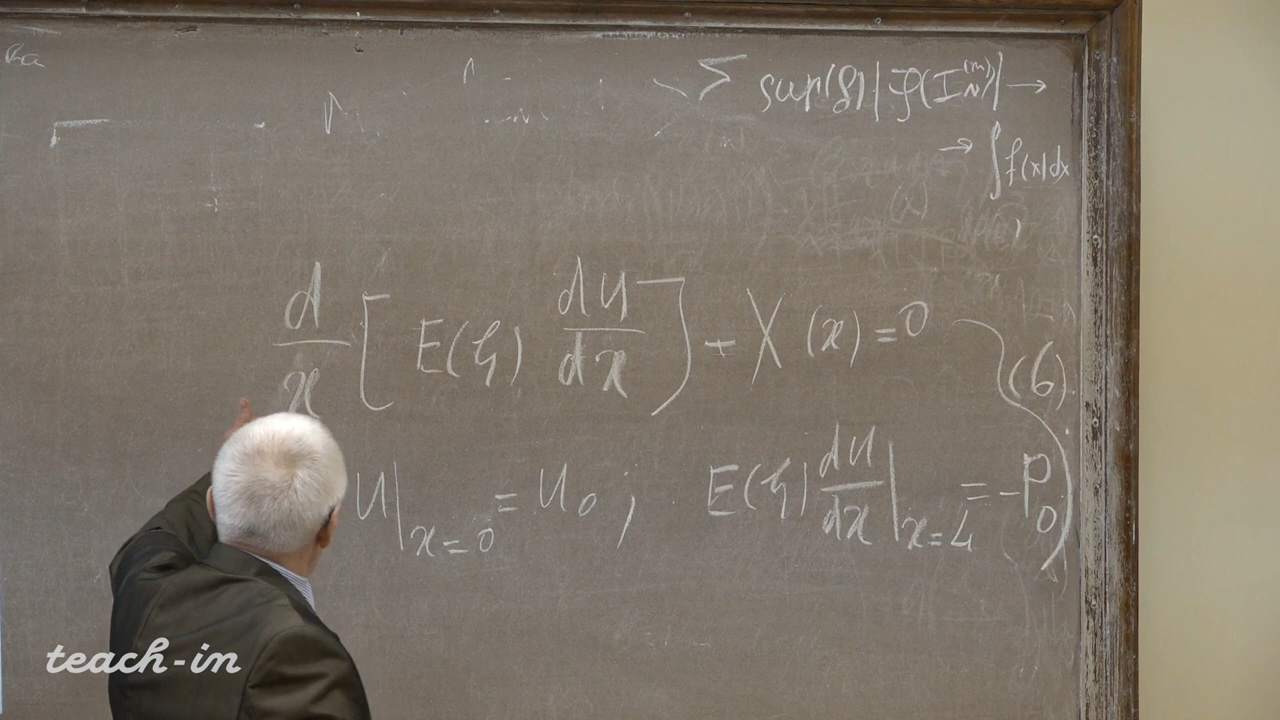 ∑ sup(g) | f(I_N^{(m)}) | →
→ ∫ f(x)dx
d/x [ E(ξ) du/dx ] + X(x) = 0
(6)
u|_{x=0} = u_0 ; E(ξ) du/dx |_{x=L} = -P_0
teach-in